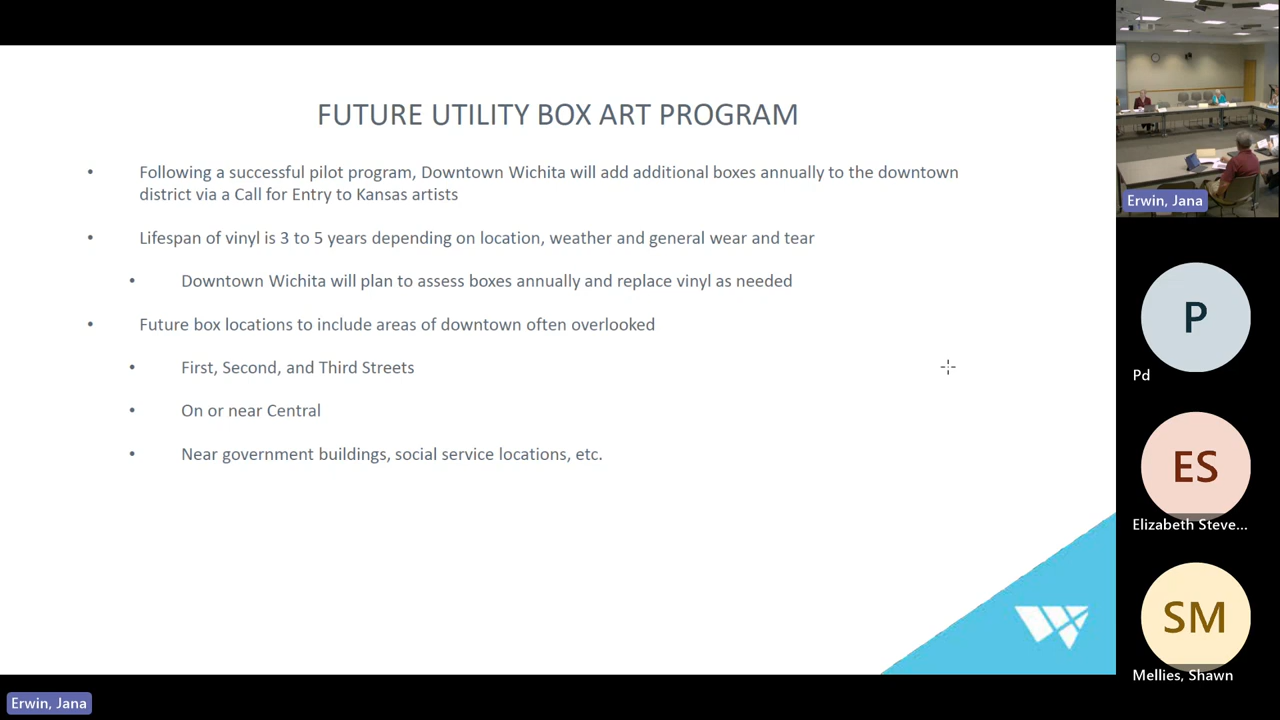 FUTURE UTILITY BOX ART PROGRAM
• Following a successful pilot program, Downtown Wichita will add additional boxes annually to the downtown
district via a Call for Entry to Kansas artists
• Lifespan of vinyl is 3 to 5 years depending on location, weather and general wear and tear
• Downtown Wichita will plan to assess boxes annually and replace vinyl as needed
• Future box locations to include areas of downtown often overlooked
• First, Second, and Third Streets
• On or near Central
• Near government buildings, social service locations, etc.
W
Erwin, Jana
P
Pd
ES
Elizabeth Steve...
SM
Mellies, Shawn
Erwin, Jana